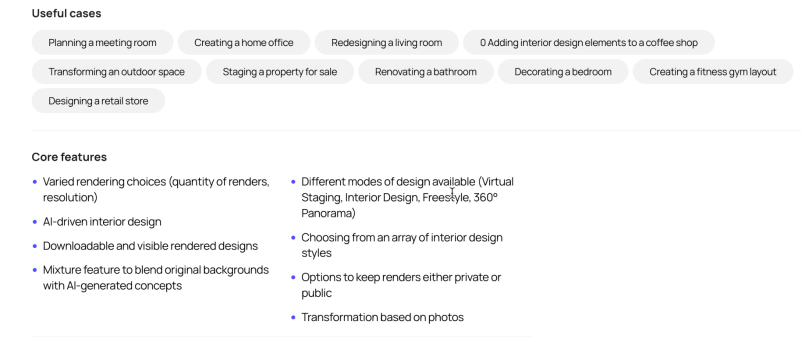 Useful cases
Planning a meeting room Creating a home office Redesigning a living room 0 Adding interior design elements to a coffee shop
Transforming an outdoor space Staging a property for sale Renovating a bathroom Decorating a bedroom Creating a fitness gym layout
Designing a retail store
Core features
• Varied rendering choices (quantity of renders,
resolution)
• AI-driven interior design
• Downloadable and visible rendered designs
• Mixture feature to blend original backgrounds
with AI-generated concepts
• Different modes of design available (Virtual
Staging, Interior Design, Freestyle, 360°
Panorama)
• Choosing from an array of interior design
styles
• Options to keep renders either private or
public
• Transformation based on photos